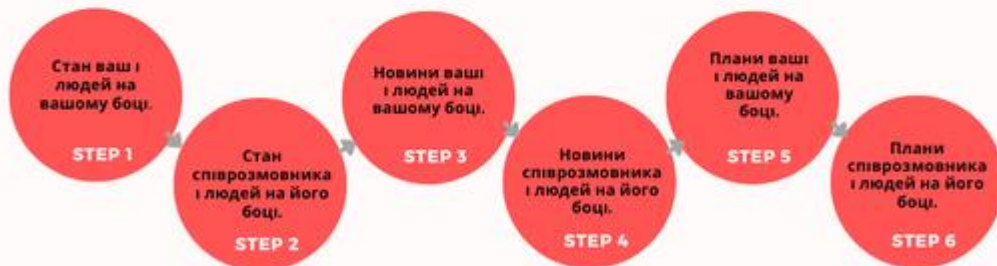 Стан ваш і
людей на
вашому боці.
STEP 1
Стан
співрозмовника
і людей на його
боці.
STEP 2
Новини ваші
і людей на
вашому боці.
STEP 3
Новини
співрозмовника
і людей на його
боці.
STEP 4
Плани ваші
і людей на
вашому
боці.
STEP 5
Плани
співрозмовника
і людей на його
боці.
STEP 6